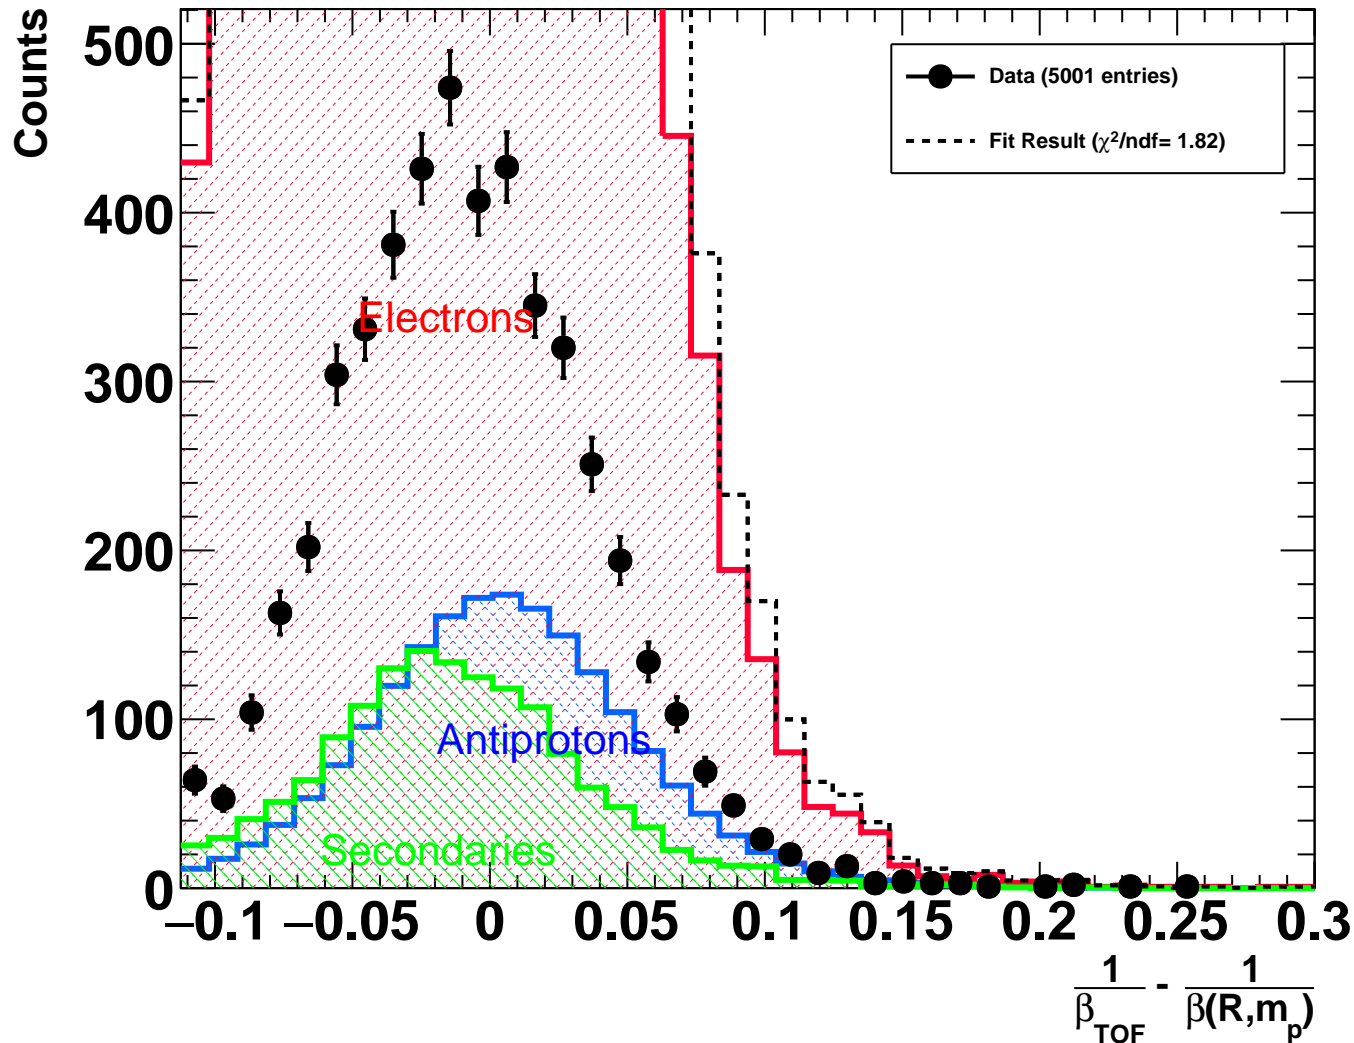 Counts
500
400
300
200
100
0
Data (5001 entries)
Fit Result (χ²/ndf= 1.82)
Electrons
Antiprotons
Secondaries
−0.1 −0.05 0 0.05 0.1 0.15 0.2 0.25 0.3
1/β_TOF - 1/β(R,m_p)